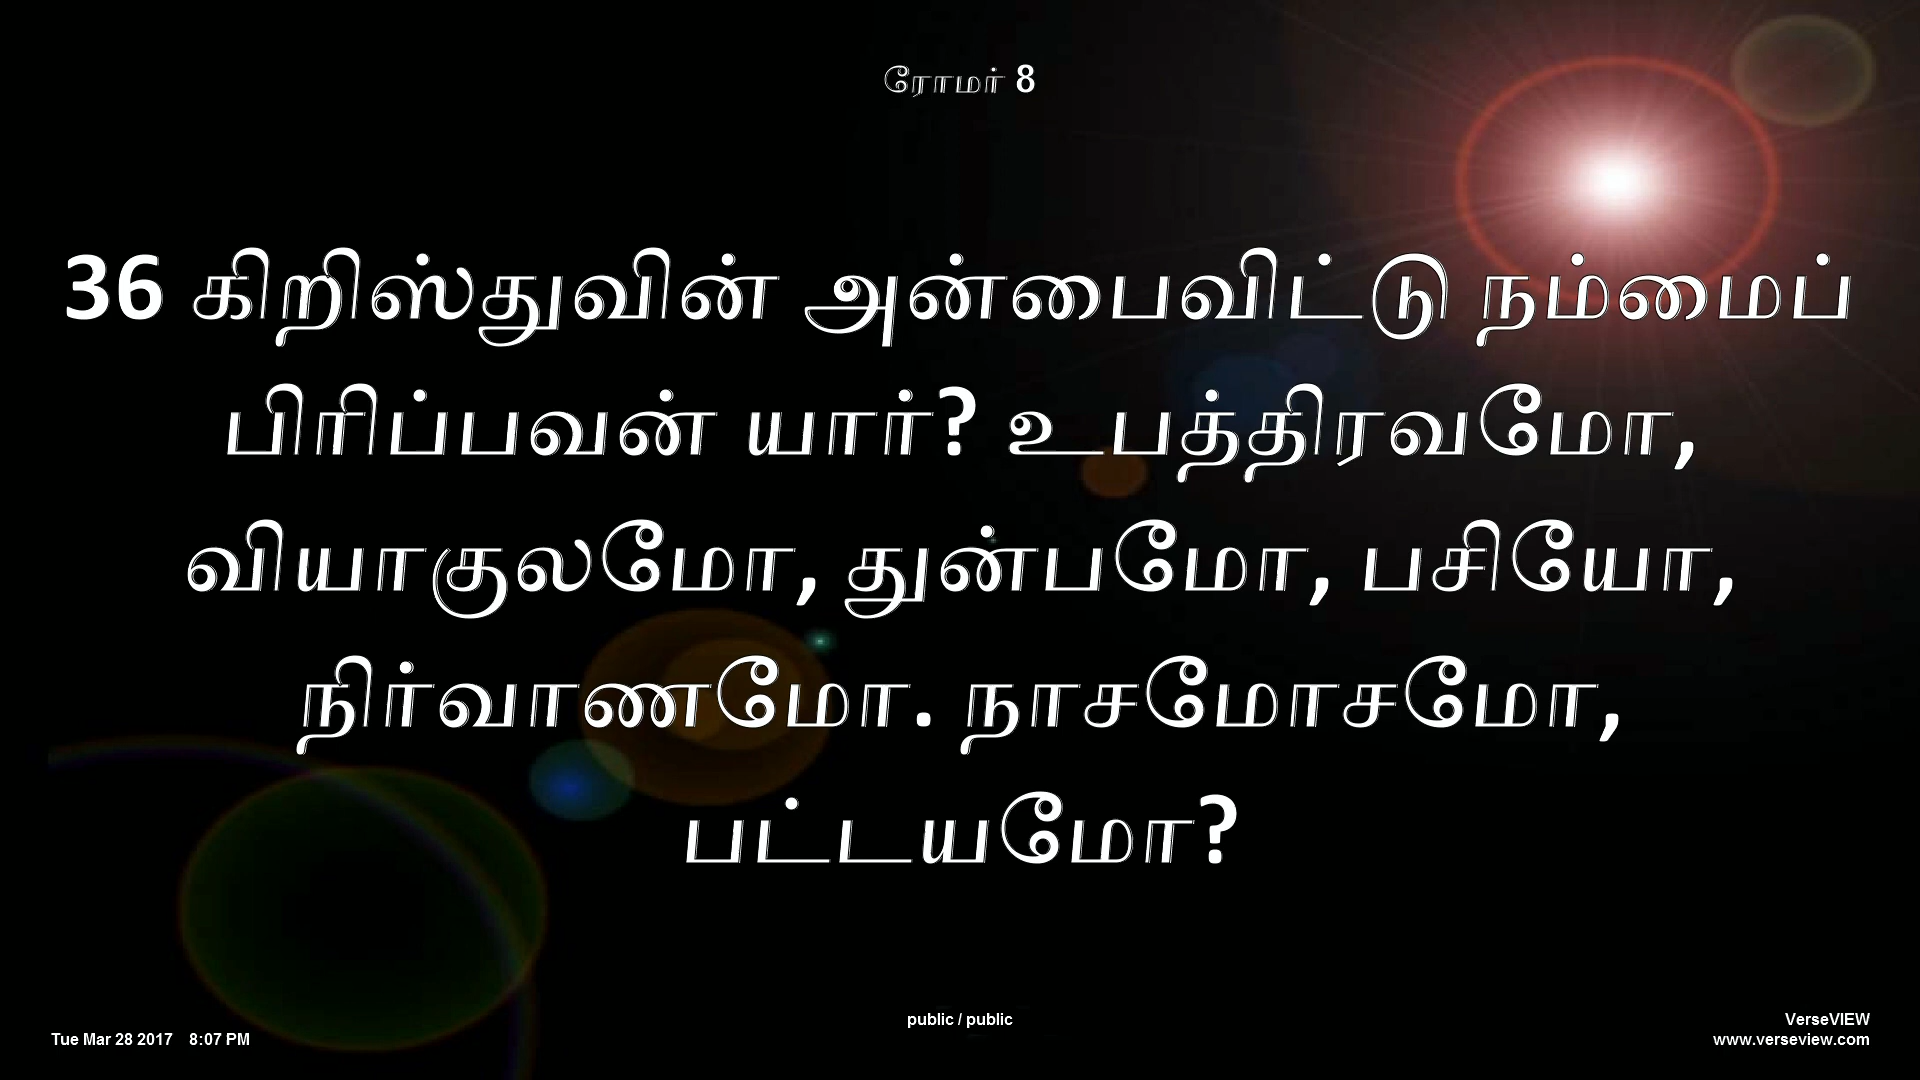 ரோமர் 8
36 கிறிஸ்துவின் அன்பைவிட்டு நம்மைப்
பிரிப்பவன் யார்? உபத்திரவமோ,
வியாகுலமோ, துன்பமோ, பசியோ,
நிர்வாணமோ. நாசமோசமோ,
பட்டயமோ?
public / public
VerseVIEW
Tue Mar 28 2017 8:07 PM
www.verseview.com